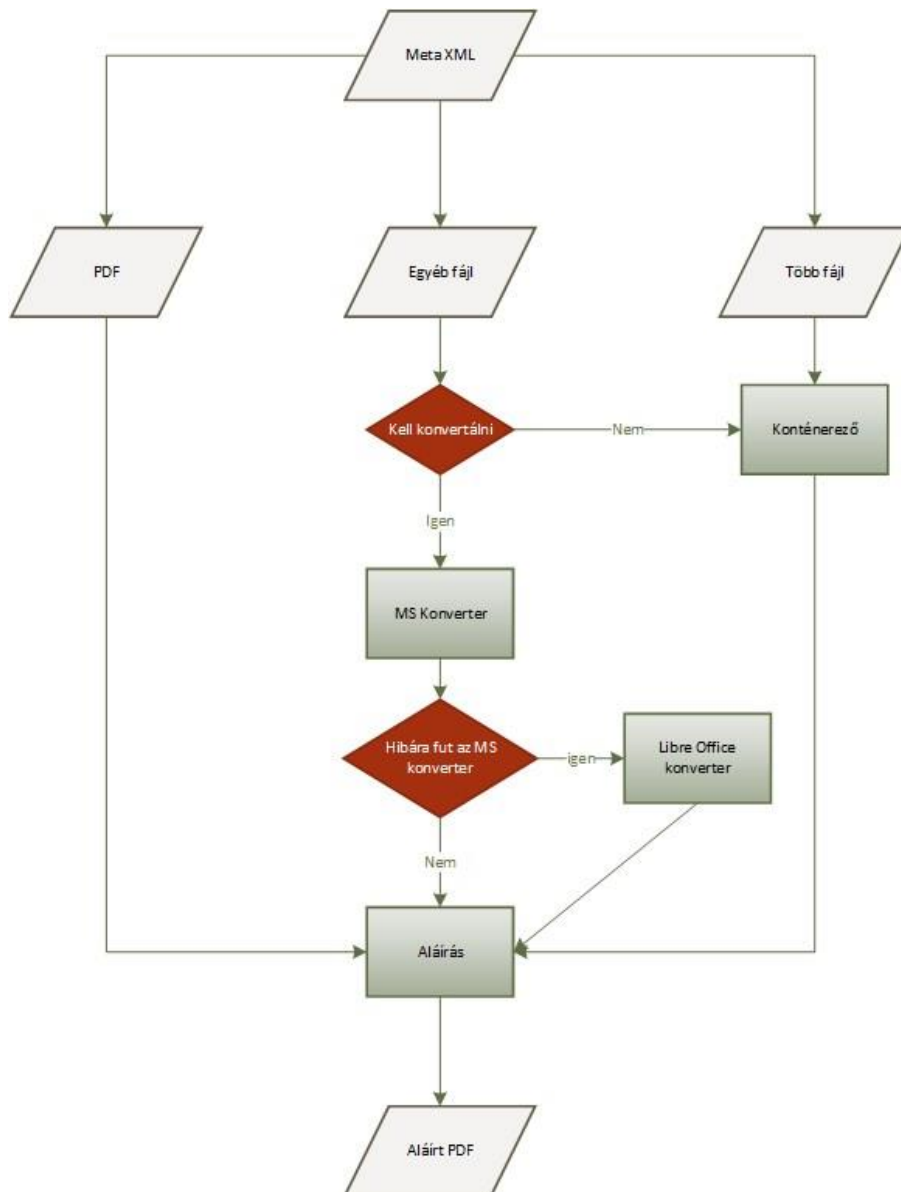 Meta XML
PDF
Egyéb fájl
Több fájl
Kell konvertálni
Nem
Konténerező
Igen
MS Konverter
Hibára fut az MS
konverter
igen
Libre Office
konverter
Nem
Aláírás
Aláírt PDF